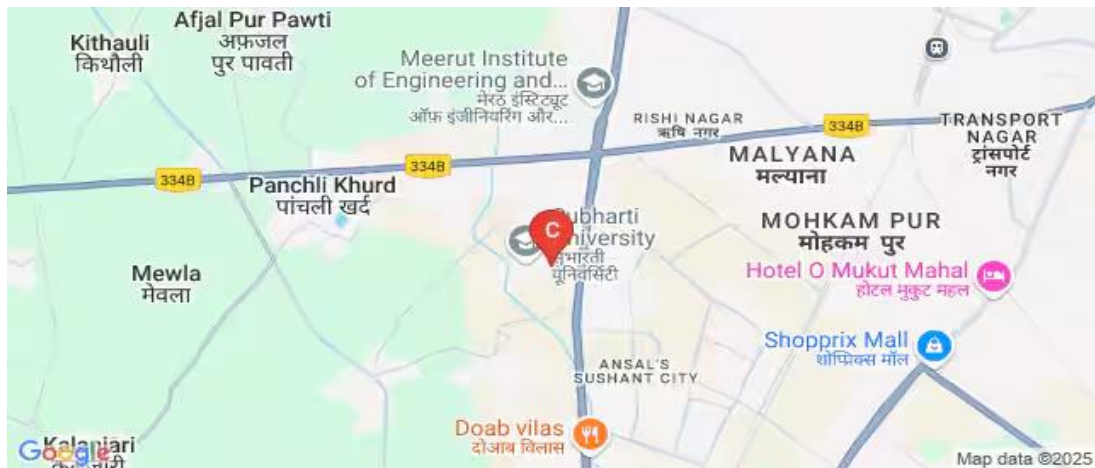 Afjal Pur Pawti
अफ़जल
पुर पावती
Kithauli
किथौली
Meerut Institute
of Engineering and...
मेरठ इंस्टिट्यूट
ऑफ़ इंजीनियरिंग और....
RISHI NAGAR
ऋषि नगर
334B
TRANSPORT
NAGAR
ट्रांसपोर्ट
नगर
MALYANA
मल्याना
334B
334B
Panchli Khurd
पांचली खुर्द
C
University
यूनिवर्सिटी
MOHKAM PUR
मोहकम पुर
Mewla
मेवला
Hotel O Mukut Mahal
होटल मुकुट महल
Shopprix Mall
शोप्प्रिक्स मॉल
ANSAL'S
SUSHANT CITY
Doab vilas
दोआब विलास
Kalanjari
Google
Map data ©2025